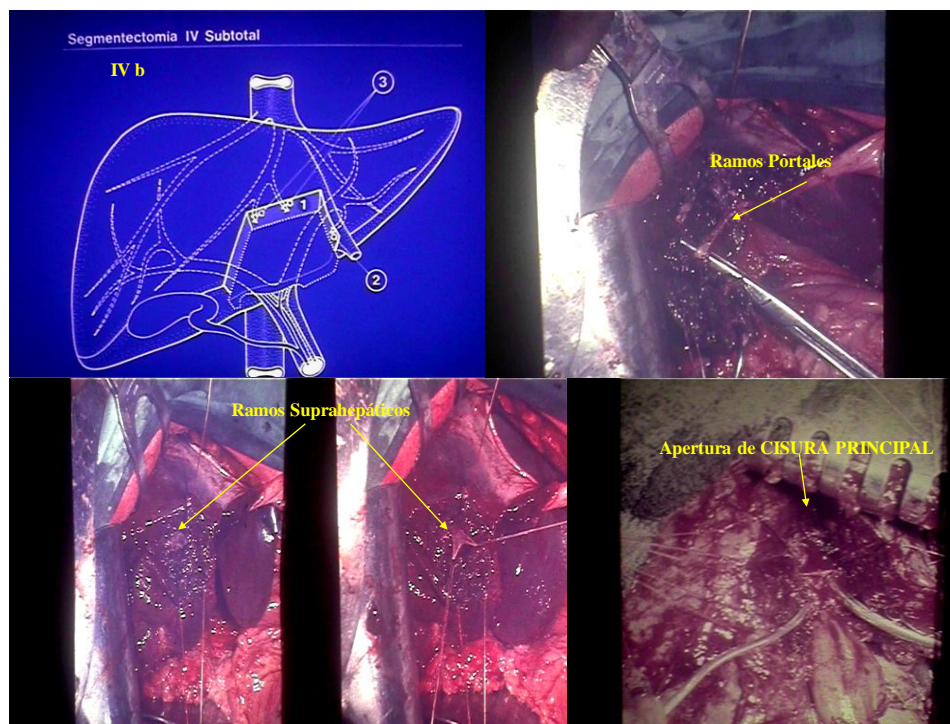 Segmentectomia IV Subtotal
IV b
3
1
2
Ramos Portales
Ramos Suprahepáticos
Apertura de CISURA PRINCIPAL